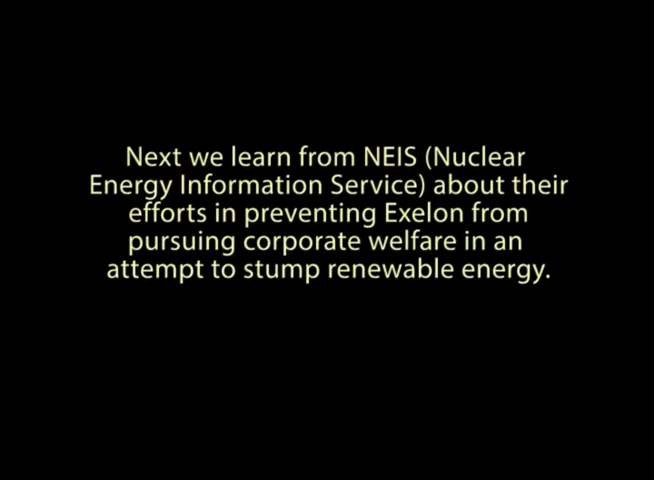 Next we learn from NEIS (Nuclear
Energy Information Service) about their
efforts in preventing Exelon from
pursuing corporate welfare in an
attempt to stump renewable energy.